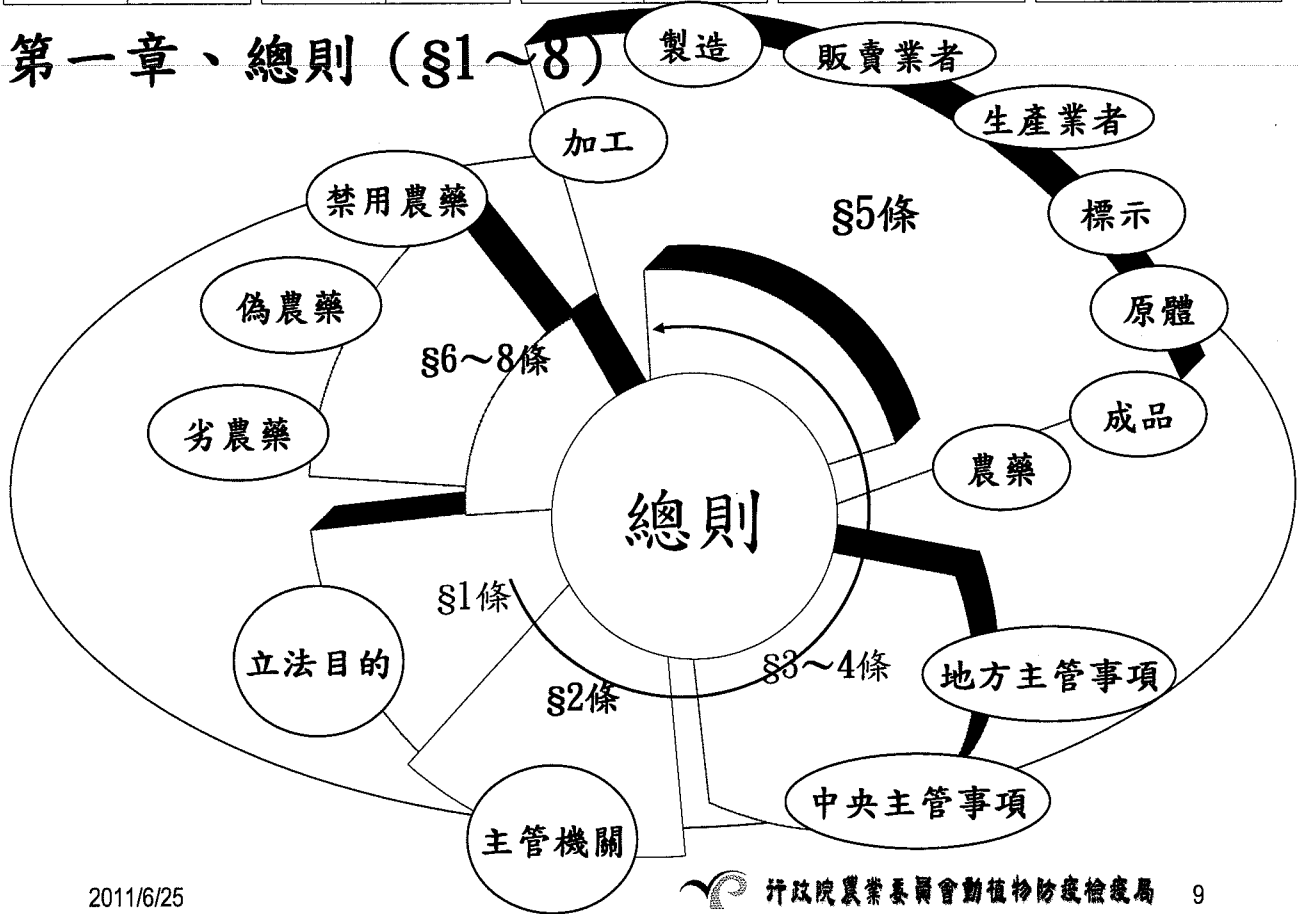 第一章、總則（§1～8）
製造
販賣業者
生產業者
加工
標示
禁用農藥
§5條
原體
偽農藥
§6～8條
成品
劣農藥
農藥
總則
§1條
立法目的
§2條
§3～4條
地方主管事項
中央主管事項
主管機關
2011/6/25
行政院農業委員會動植物防疫檢疫局
9